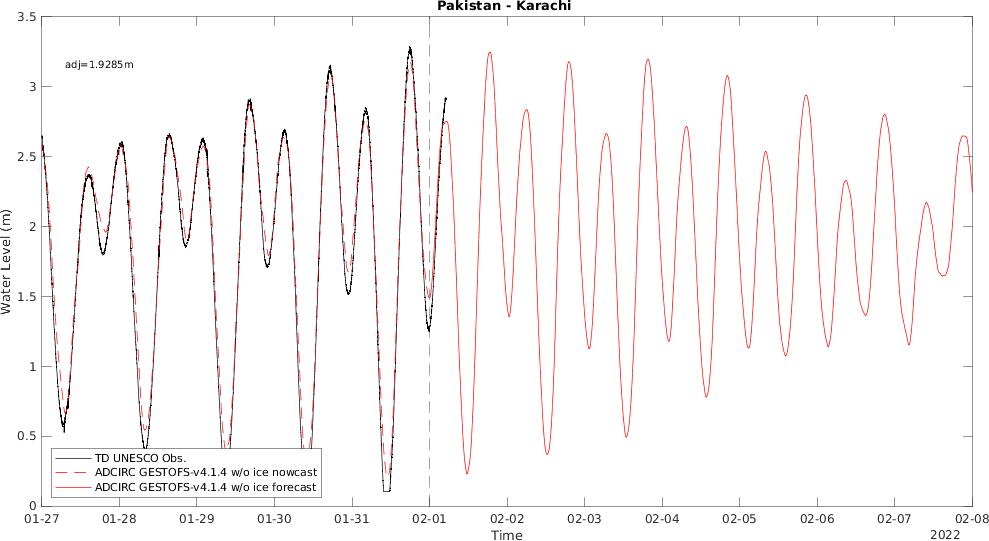 Pakistan - Karachi
adj=1.9285m
3.5
3
2.5
2
1.5
1
0.5
0
Water Level (m)
TD UNESCO Obs.
ADCIRC GESTOFS-v4.1.4 w/o ice nowcast
ADCIRC GESTOFS-v4.1.4 w/o ice forecast
01-27 01-28 01-29 01-30 01-31 02-01 02-02 02-03 02-04 02-05 02-06 02-07 02-08
Time
2022